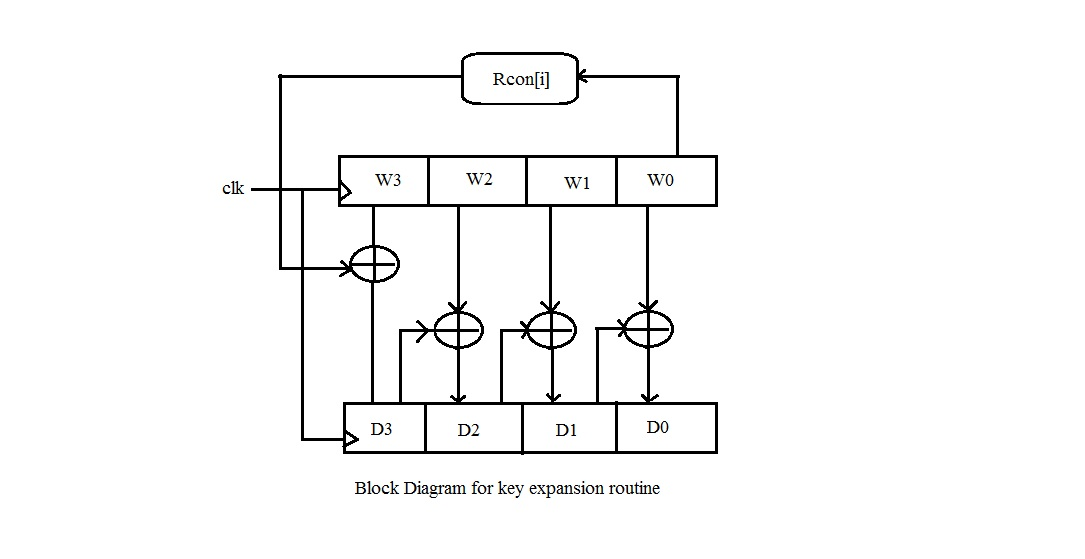 Rcon[i]
clk
W3 W2 W1 W0
D3 D2 D1 D0
Block Diagram for key expansion routine